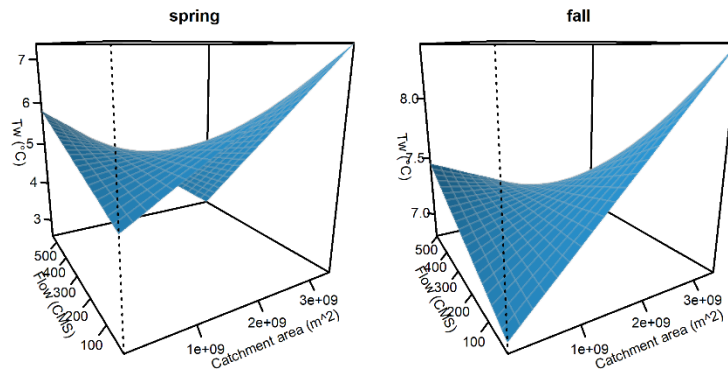 spring
7
6
5
4
3
Tw (°C)
500
400
300
200
100
Flow (CMS)
1e+09
2e+09
3e+09
Catchment area (m^2)
fall
8.0
7.5
7.0
Tw (°C)
500
400
300
200
100
Flow (CMS)
1e+09
2e+09
3e+09
Catchment area (m^2)